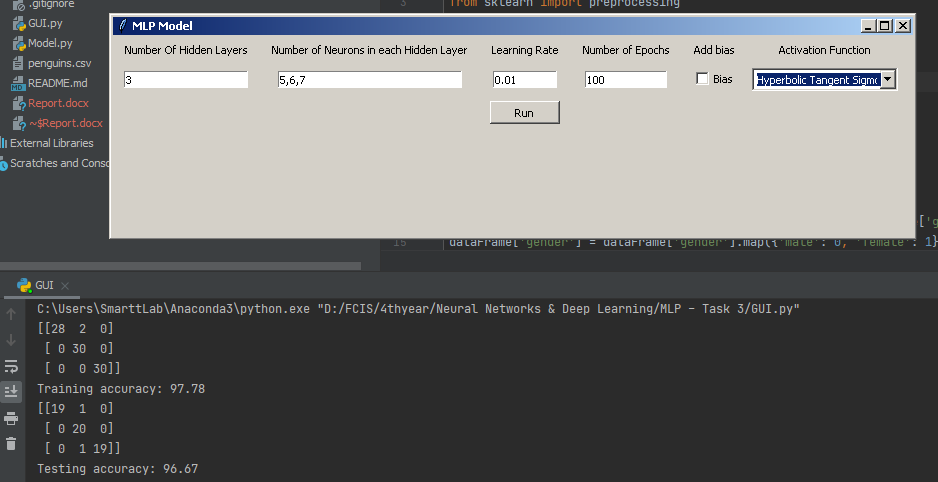 .gitignore
GUI.py
Model.py
penguins.csv
README.md
Report.docx
~$Report.docx
External Libraries
Scratches and Conso
3 from sklearn import preprocessing
MLP Model
Number Of Hidden Layers Number of Neurons in each Hidden Layer Learning Rate Number of Epochs Add bias Activation Function
3 5,6,7 0.01 100 Bias Hyperbolic Tangent Sigmo
Run
['g
15 dataFrame['gender'] = dataFrame['gender'].map({'male': 0, 'female': 1}
GUI
C:\Users\SmarttLab\Anaconda3\python.exe "D:/FCIS/4thyear/Neural Networks & Deep Learning/MLP - Task 3/GUI.py"
[[28  2  0]
[ 0 30  0]
[ 0  0 30]]
Training accuracy: 97.78
[[19  1  0]
[ 0 20  0]
[ 0  1 19]]
Testing accuracy: 96.67